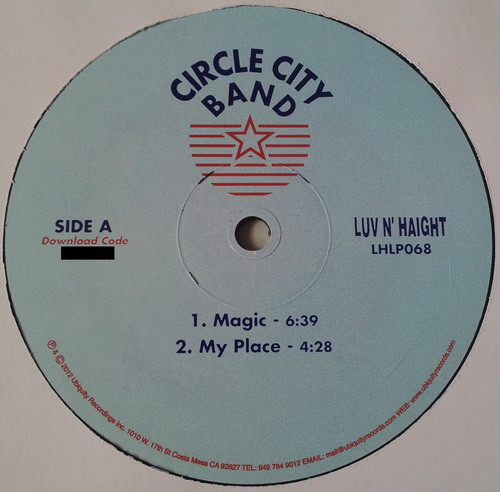 CIRCLE CITY
BAND
SIDE A
Download Code
LUV N' HAIGHT
LHLP068
1. Magic - 6:39
2. My Place - 4:28
℗ & © 2012 Ubiquity Recordings Inc. 1010 W. 17th St Costa Mesa CA 92627 TEL: 949 764 9012 EMAIL: mail@ubiquityrecords.com WEB: www.ubiquityrecords.com